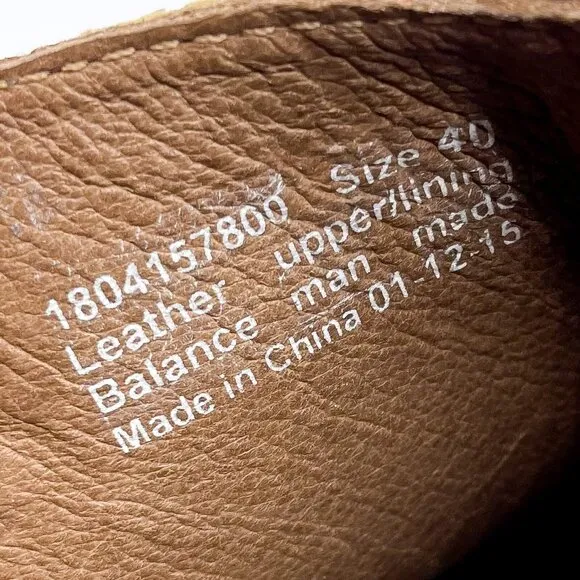 1804157800 Size 40
Leather upper/lining
Balance man made
Made in China 01-12-15